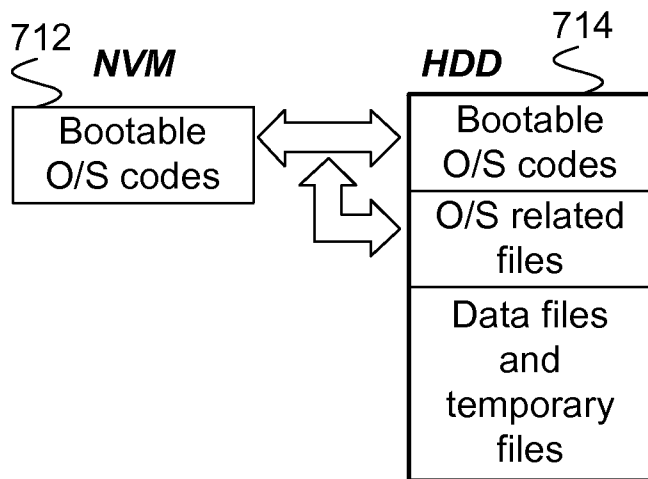 712
NVM
Bootable
O/S codes
714
HDD
Bootable
O/S codes
O/S related
files
Data files
and
temporary
files